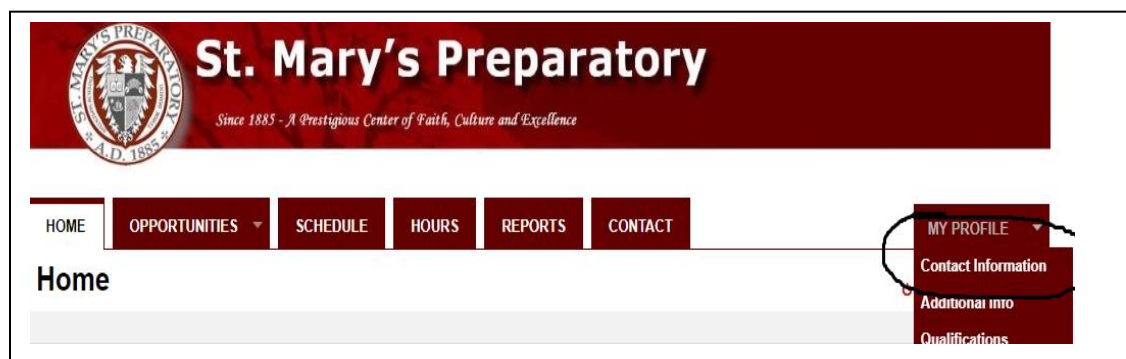 ST. MARY'S PREPARATORY
A.D. 1885
St. Mary's Preparatory
Since 1885 - A Prestigious Center of Faith, Culture and Excellence
HOME OPPORTUNITIES SCHEDULE HOURS REPORTS CONTACT MY PROFILE
Contact Information
Home
Additional Info
Qualifications